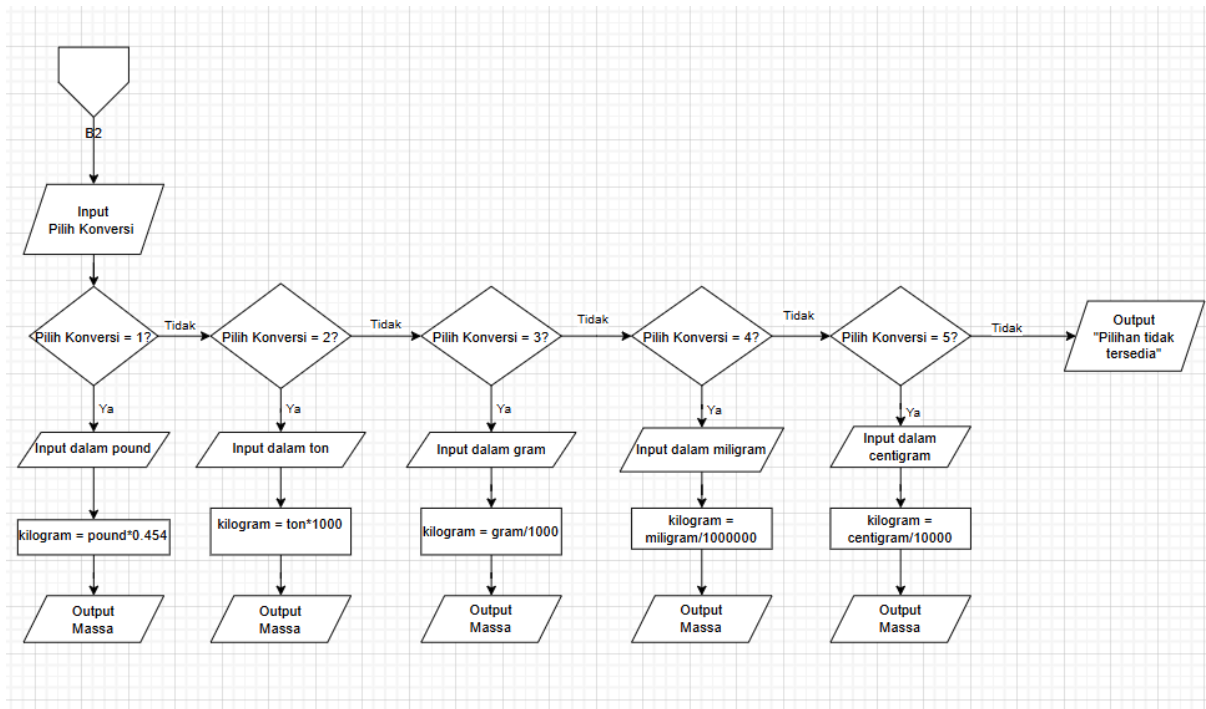 B2
Input
Pilih Konversi
Pilih Konversi = 1?
Tidak
Pilih Konversi = 2?
Tidak
Pilih Konversi = 3?
Tidak
Pilih Konversi = 4?
Tidak
Pilih Konversi = 5?
Tidak
Output
"Pilihan tidak
tersedia"
Ya
Ya
Ya
Ya
Ya
Input dalam pound
Input dalam ton
Input dalam gram
Input dalam miligram
Input dalam
centigram
kilogram = pound*0.454
kilogram = ton*1000
kilogram = gram/1000
kilogram =
miligram/1000000
kilogram =
centigram/10000
Output
Massa
Output
Massa
Output
Massa
Output
Massa
Output
Massa